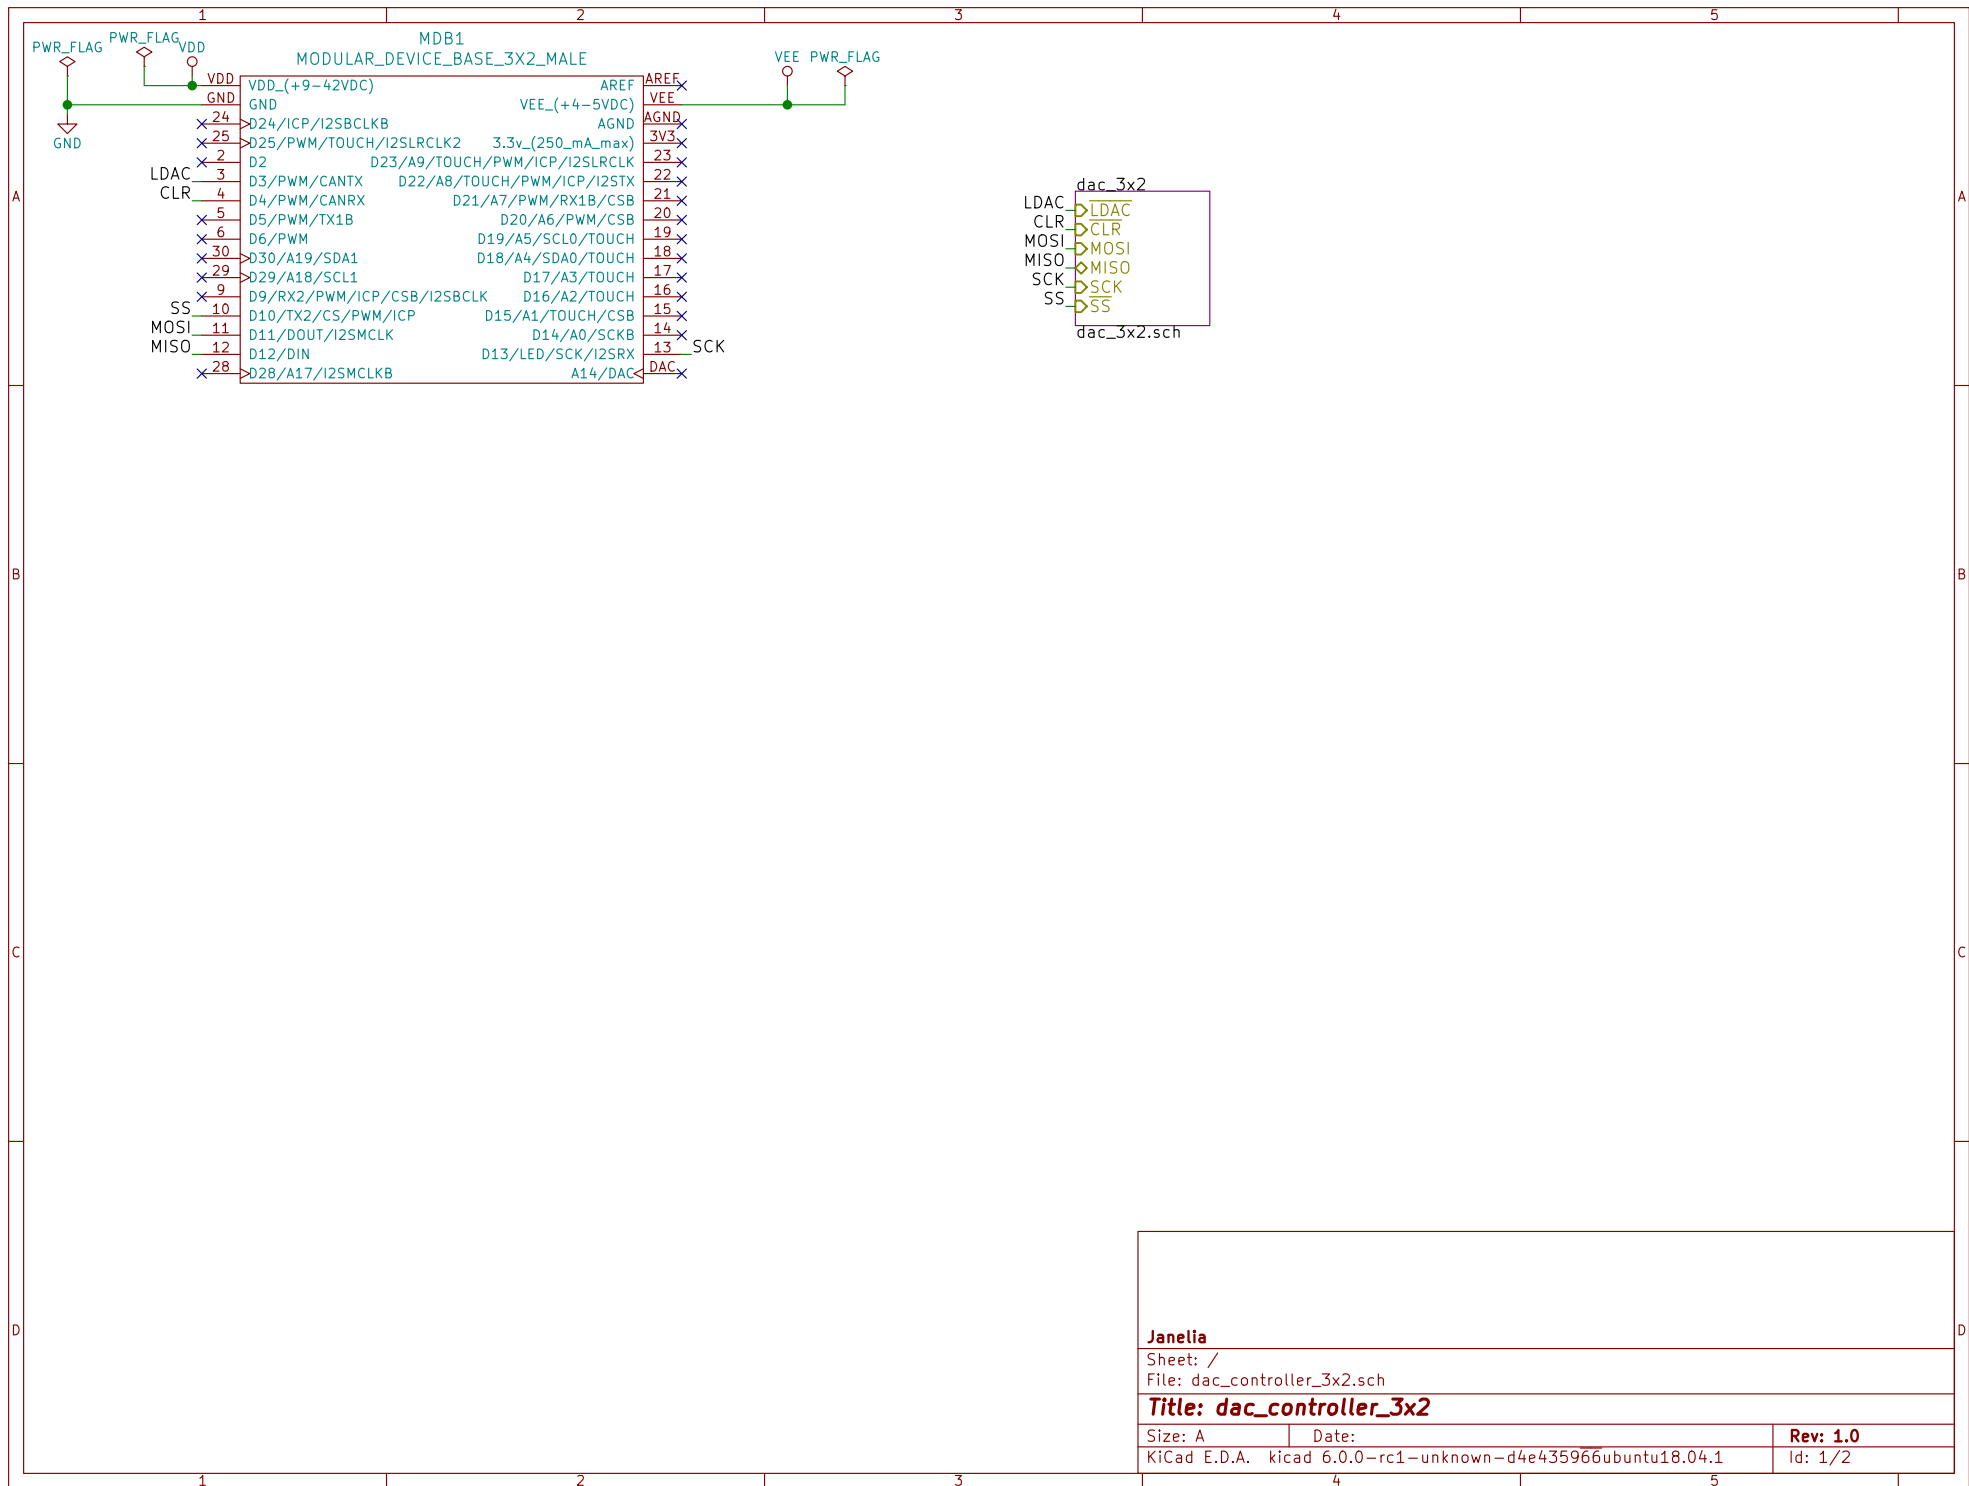 1 2 3 4 5
PWR_FLAG PWR_FLAG VDD
MDB1
MODULAR_DEVICE_BASE_3X2_MALE
VEE PWR_FLAG
VDD VDD_(+9-42VDC) AREF AREF
GND GND VEE_(+4-5VDC) VEE
24 D24/ICP/I2SBCLKB AGND AGND
GND
25 D25/PWM/TOUCH/I2SLRCLK2 3.3v_(250_mA_max) 3V3
2 D2 D23/A9/TOUCH/PWM/ICP/I2SLRCLK 23
LDAC 3 D3/PWM/CANTX D22/A8/TOUCH/PWM/ICP/I2STX 22
CLR 4 D4/PWM/CANRX D21/A7/PWM/RX1B/CSB 21
5 D5/PWM/TX1B D20/A6/PWM/CSB 20
6 D6/PWM D19/A5/SCL0/TOUCH 19
30 D30/A19/SDA1 D18/A4/SDA0/TOUCH 18
29 D29/A18/SCL1 D17/A3/TOUCH 17
9 D9/RX2/PWM/ICP/CSB/I2SBCLK D16/A2/TOUCH 16
SS 10 D10/TX2/CS/PWM/ICP D15/A1/TOUCH/CSB 15
MOSI 11 D11/DOUT/I2SMCLK D14/A0/SCKB 14
MISO 12 D12/DIN D13/LED/SCK/I2SRX 13 SCK
28 D28/A17/I2SMCLKB A14/DAC DAC
dac_3x2
LDAC LDAC
CLR CLR
MOSI MOSI
MISO MISO
SCK SCK
SS SS
dac_3x2.sch
A A
B B
C C
D D
Janelia
Sheet: /
File: dac_controller_3x2.sch
Title: dac_controller_3x2
Size: A Date: Rev: 1.0
KiCad E.D.A. kicad 6.0.0-rc1-unknown-d4e435966ubuntu18.04.1 Id: 1/2
1 2 3 4 5